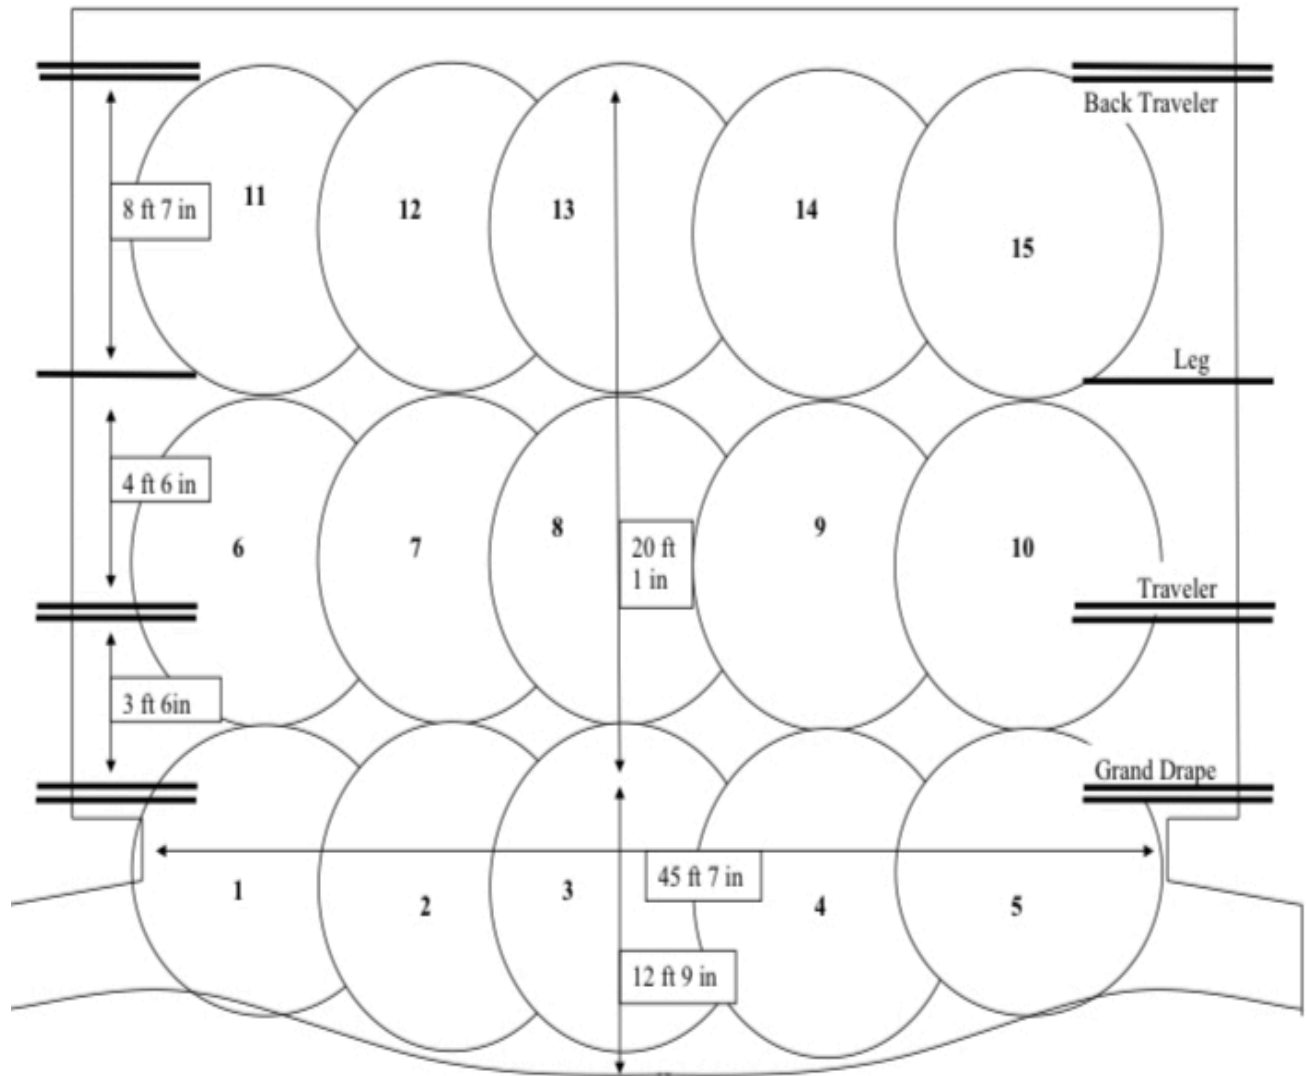 Back Traveler
11
12
13
14
15
8 ft 7 in
Leg
4 ft 6 in
6
7
8
9
10
20 ft
1 in
Traveler
3 ft 6in
Grand Drape
1
2
3
4
5
45 ft 7 in
12 ft 9 in